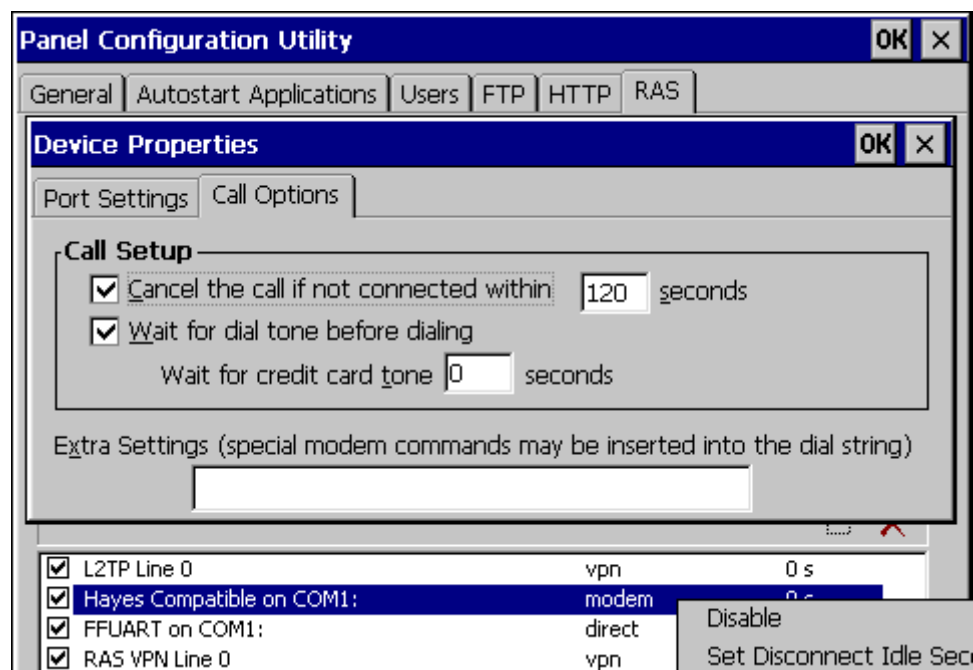 Panel Configuration Utility OK
General Autostart Applications Users FTP HTTP RAS
Device Properties OK
Port Settings Call Options
Call Setup
Cancel the call if not connected within 120 seconds
Wait for dial tone before dialing
Wait for credit card tone 0 seconds
Extra Settings (special modem commands may be inserted into the dial string)
L2TP Line 0 vpn 0 s
Hayes Compatible on COM1: modem
Disable
FFUART on COM1: direct
RAS VPN Line 0 vpn
Set Disconnect Idle